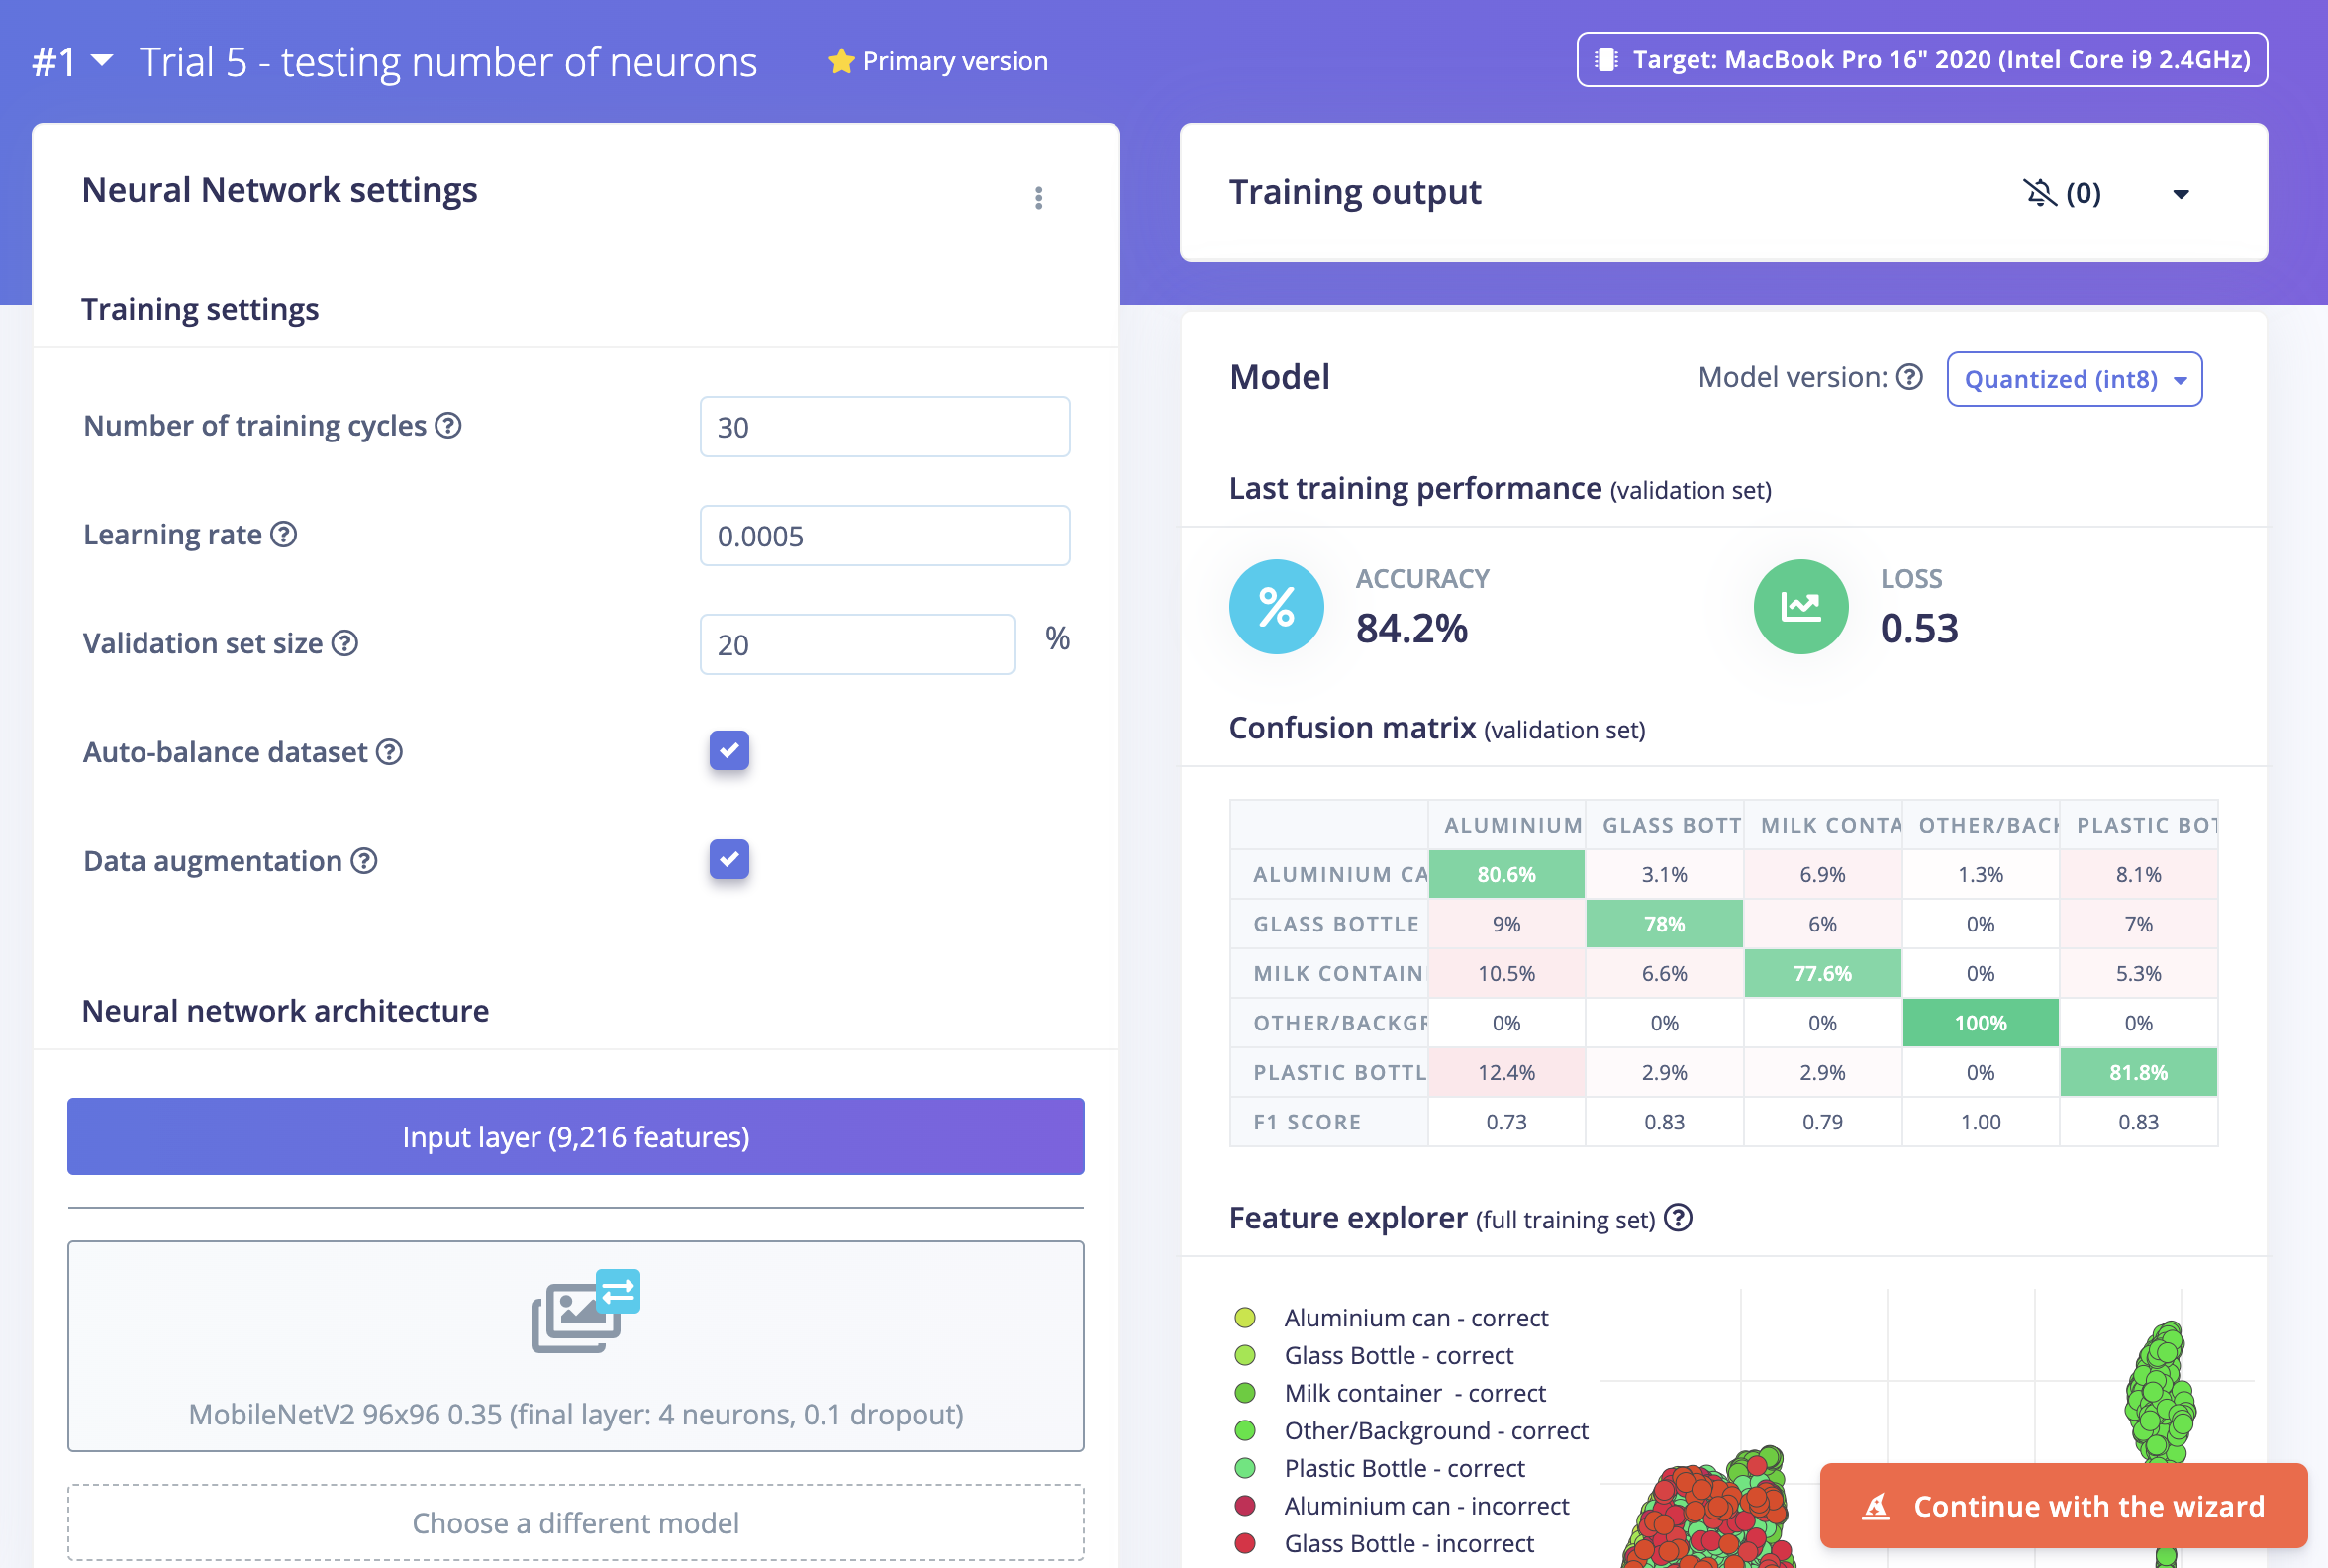 #1 Trial 5 - testing number of neurons Primary version Target: MacBook Pro 16" 2020 (Intel Core i9 2.4GHz)
Neural Network settings
Training settings
Number of training cycles 30
Learning rate 0.0005
Validation set size 20 %
Auto-balance dataset
Data augmentation
Neural network architecture
Input layer (9,216 features)
MobileNetV2 96x96 0.35 (final layer: 4 neurons, 0.1 dropout)
Choose a different model
Training output (0)
Model Model version: Quantized (int8)
Last training performance (validation set)
% ACCURACY LOSS
84.2% 0.53
Confusion matrix (validation set)
ALUMINIUM GLASS BOTT MILK CONTA OTHER/BACK PLASTIC BOT
ALUMINIUM CA 80.6% 3.1% 6.9% 1.3% 8.1%
GLASS BOTTLE 9% 78% 6% 0% 7%
MILK CONTAIN 10.5% 6.6% 77.6% 0% 5.3%
OTHER/BACKGR 0% 0% 0% 100% 0%
PLASTIC BOTTL 12.4% 2.9% 2.9% 0% 81.8%
F1 SCORE 0.73 0.83 0.79 1.00 0.83
Feature explorer (full training set)
Aluminium can - correct
Glass Bottle - correct
Milk container - correct
Other/Background - correct
Plastic Bottle - correct
Aluminium can - incorrect
Glass Bottle - incorrect
Continue with the wizard